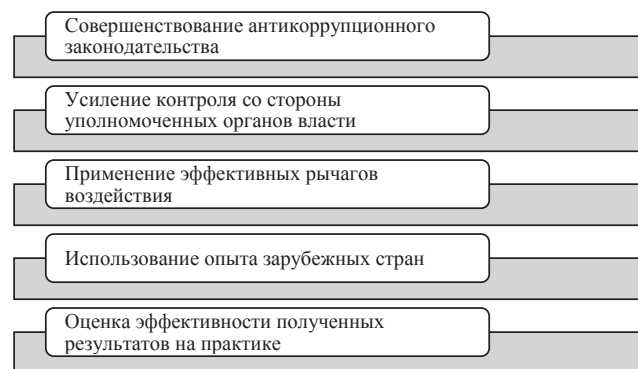 Совершенствование антикоррупционного
законодательства
Усиление контроля со стороны
уполномоченных органов власти
Применение эффективных рычагов
воздействия
Использование опыта зарубежных стран
Оценка эффективности полученных
результатов на практике